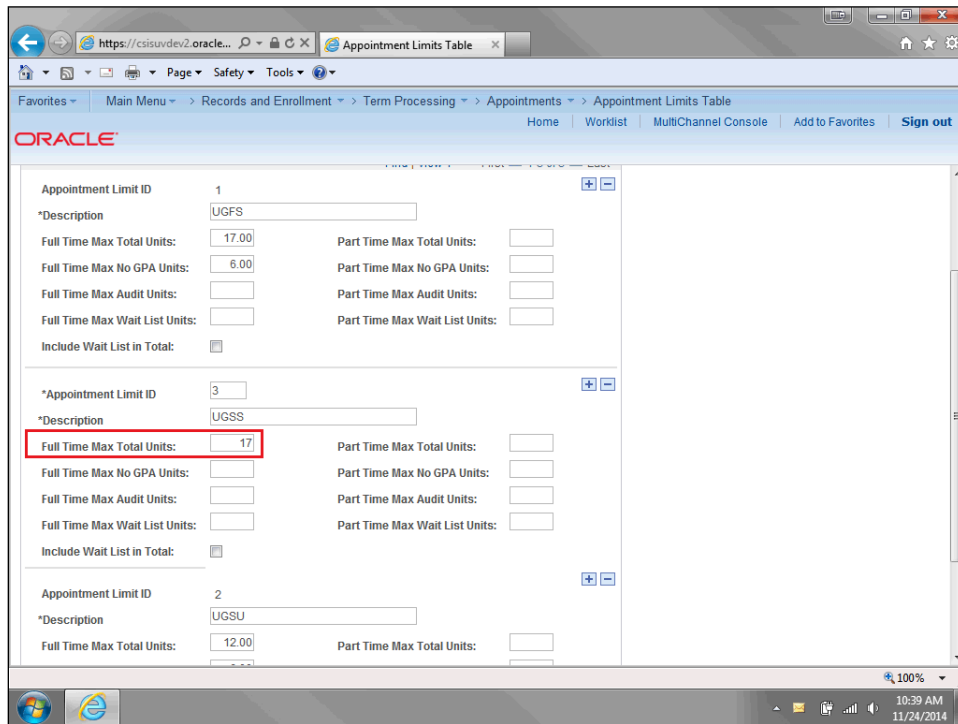 https://csisuvdev2.oracle...
Appointment Limits Table
Page Safety Tools
Favorites Main Menu > Records and Enrollment > Term Processing > Appointments > Appointment Limits Table
Home Worklist MultiChannel Console Add to Favorites Sign out
ORACLE
Appointment Limit ID 1
*Description UGFS
Full Time Max Total Units: 17.00 Part Time Max Total Units:
Full Time Max No GPA Units: 6.00 Part Time Max No GPA Units:
Full Time Max Audit Units: Part Time Max Audit Units:
Full Time Max Wait List Units: Part Time Max Wait List Units:
Include Wait List in Total:
*Appointment Limit ID 3
*Description UGSS
Full Time Max Total Units: 17 Part Time Max Total Units:
Full Time Max No GPA Units: Part Time Max No GPA Units:
Full Time Max Audit Units: Part Time Max Audit Units:
Full Time Max Wait List Units: Part Time Max Wait List Units:
Include Wait List in Total:
Appointment Limit ID 2
*Description UGSU
Full Time Max Total Units: 12.00 Part Time Max Total Units:
100%
10:39 AM
11/24/2014